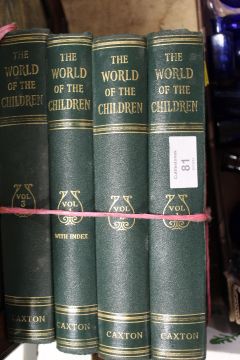 THE
WORLD
OF THE
CHILDREN
VOL
3
CAXTON
THE
WORLD
OF THE
CHILDREN
VOL
WITH INDEX
CAXTON
THE
WORLD
OF THE
CHILDREN
VOL
CAXTON
THE
WORLD
OF THE
CHILDREN
81
VOL
CAXTON